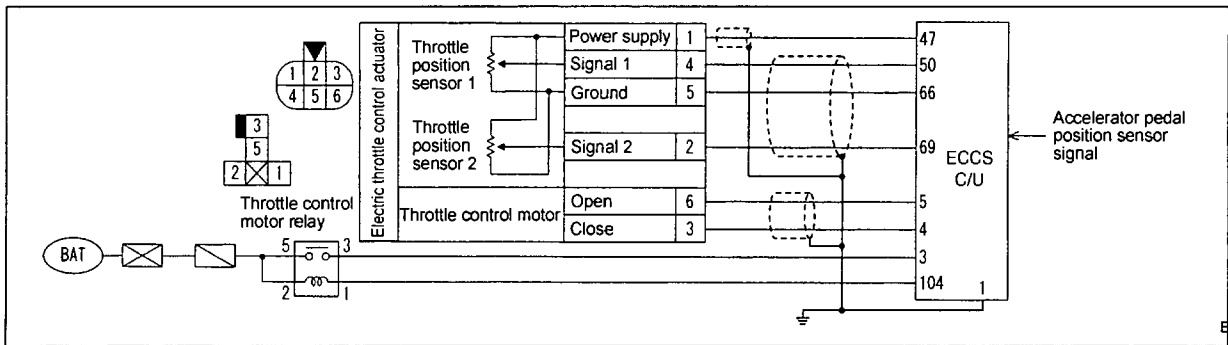 Electric throttle control actuator
Throttle
position
sensor 1
Throttle
position
sensor 2
Throttle control motor
Power supply 1
Signal 1 4
Ground 5
Signal 2 2
Open 6
Close 3
47
50
66
69
5
4
3
104
1
ECCS
C/U
Accelerator pedal
position sensor
signal
1 2 3
4 5 6
3
5
2 1
Throttle control
motor relay
BAT
5 3
2 1
E